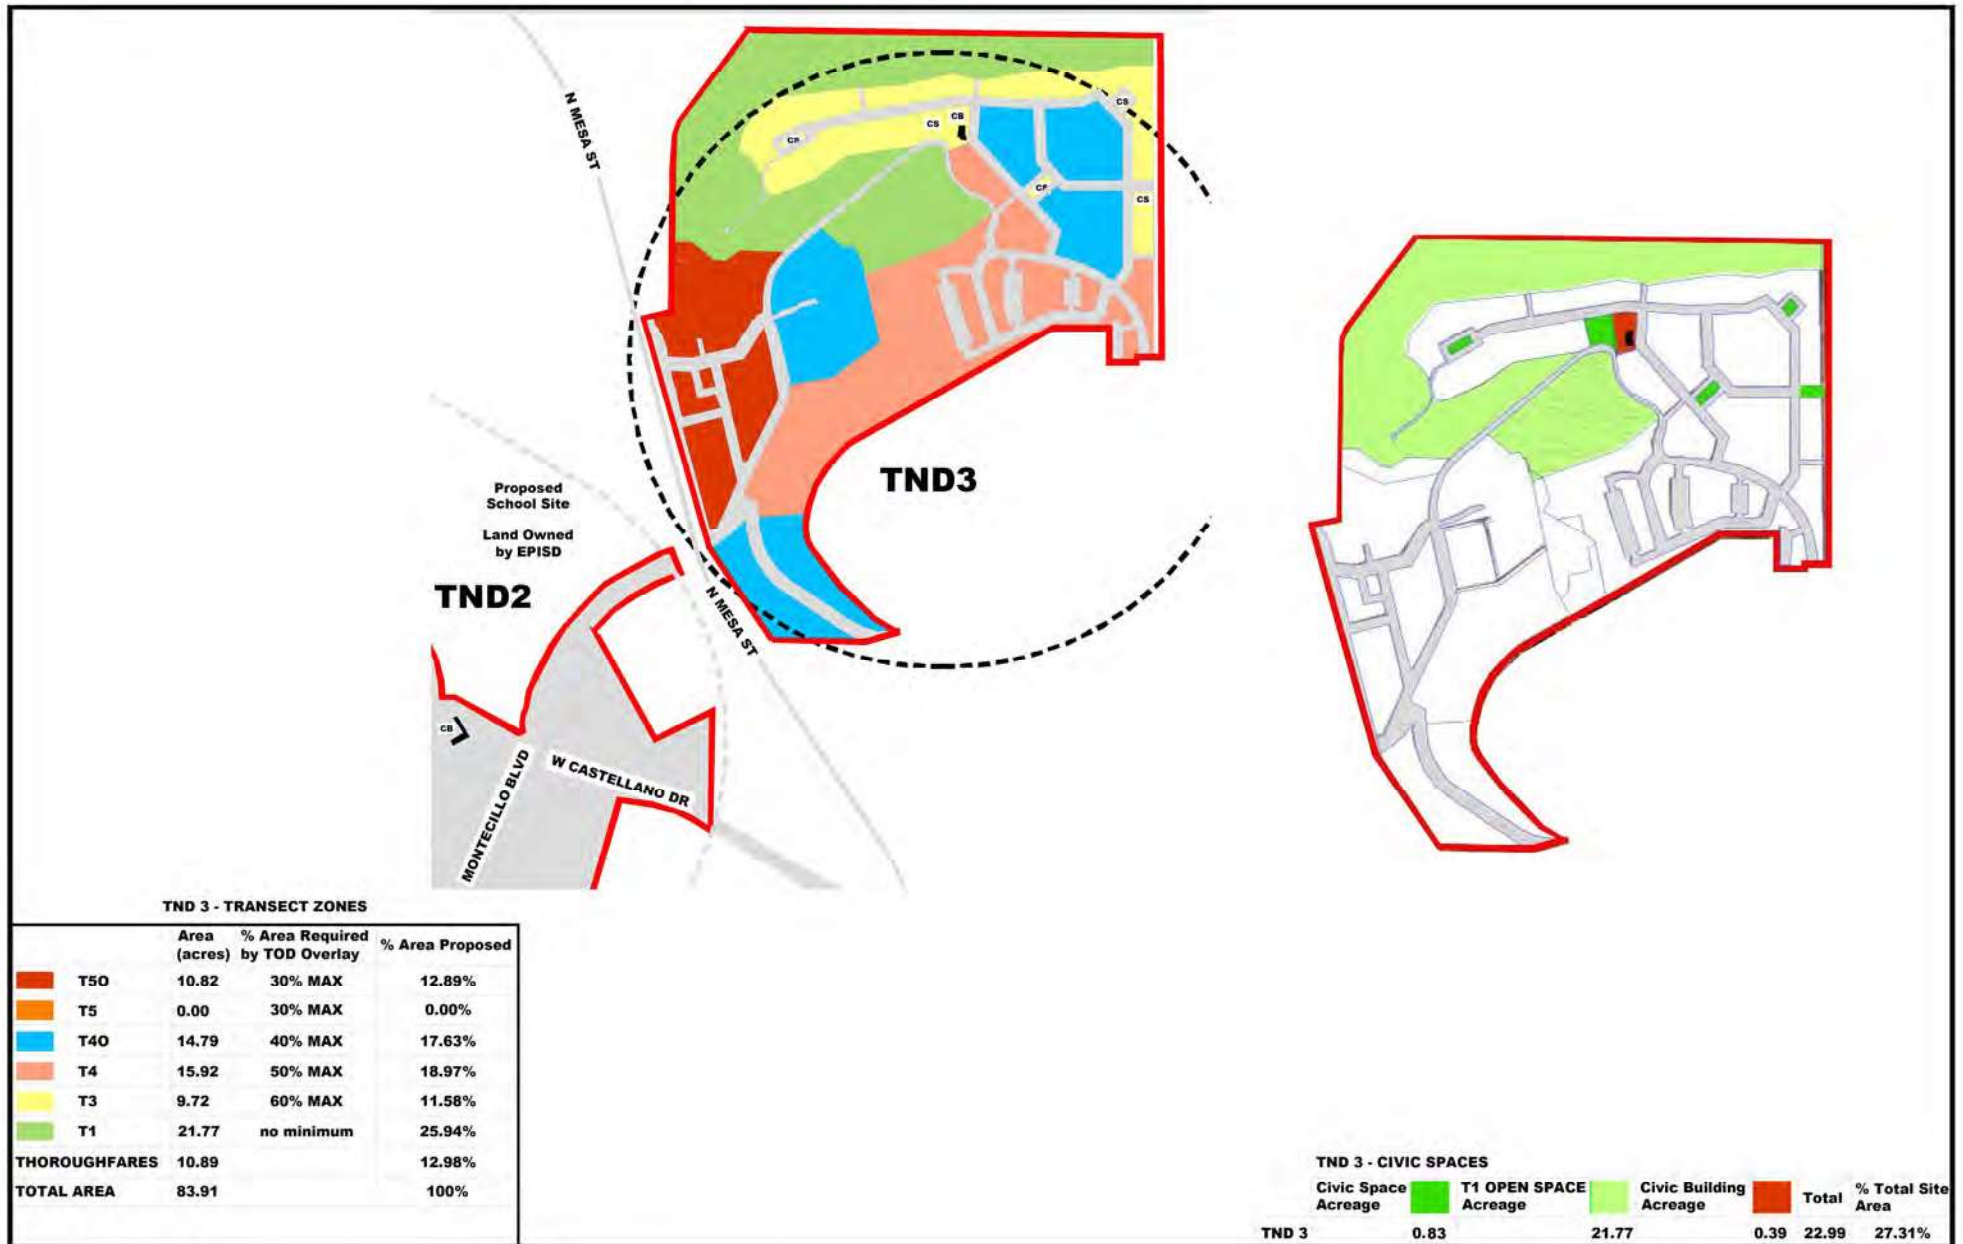 N MESA ST
CS
CS
CB
CS
CS
CS
CS
TND3
Proposed
School Site
Land Owned
by EPISD
TND2
N MESA ST
CB
MONTECILLO BLVD
W CASTELLANO DR
TND 3 - TRANSECT ZONES
Area (acres) % Area Required by TOD Overlay % Area Proposed
T5O 10.82 30% MAX 12.89%
T5 0.00 30% MAX 0.00%
T4O 14.79 40% MAX 17.63%
T4 15.92 50% MAX 18.97%
T3 9.72 60% MAX 11.58%
T1 21.77 no minimum 25.94%
THOROUGHFARES 10.89 12.98%
TOTAL AREA 83.91 100%
TND 3 - CIVIC SPACES
Civic Space Acreage T1 OPEN SPACE Acreage Civic Building Acreage Total % Total Site Area
TND 3 0.83 21.77 0.39 22.99 27.31%